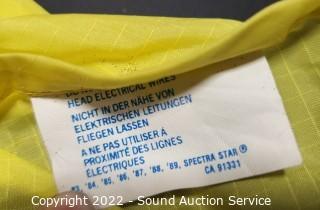 HEAD ELECTRICAL WIRES
NICHT IN DER NÄHE VON
ELEKTRISCHEN LEITUNGEN
FLIEGEN LASSEN
A NE PAS UTILISER À
PROXIMITÉ DES LIGNES
ÉLECTRIQUES
'84, '85, '86, '87, '88, '89, SPECTRA STAR®
CA 91331
Copyright 2022 - Sound Auction Service